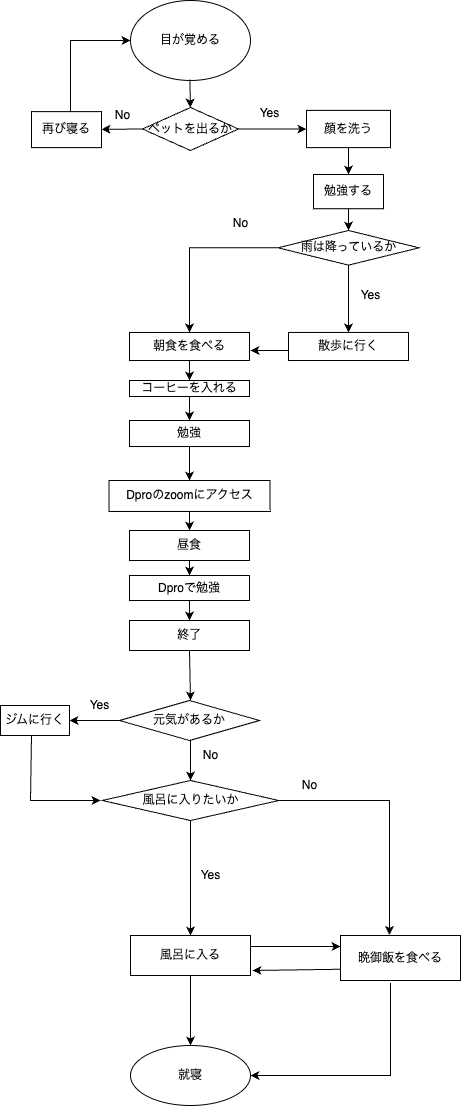 目が覚める
No
Yes
再び寝る
ベットを出るか
顔を洗う
勉強する
No
雨は降っているか
Yes
朝食を食べる
散歩に行く
コーヒーを入れる
勉強
Dproのzoomにアクセス
昼食
Dproで勉強
終了
Yes
ジムに行く
元気があるか
No
風呂に入りたいか
No
Yes
風呂に入る
晩御飯を食べる
就寝